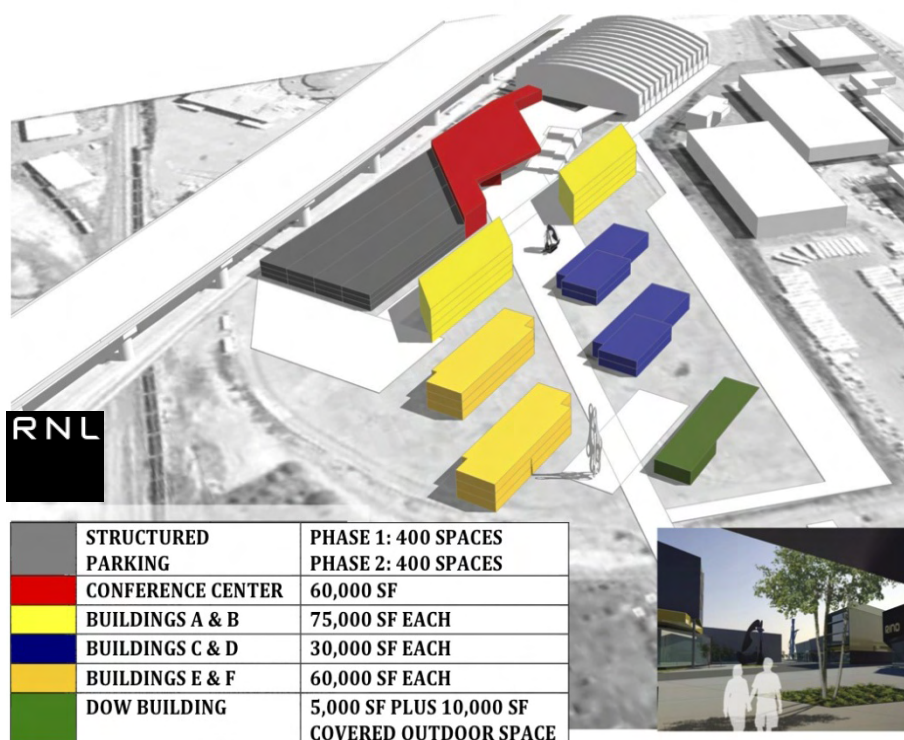 RNL
STRUCTURED PARKING
PHASE 1: 400 SPACES
PHASE 2: 400 SPACES
CONFERENCE CENTER 60,000 SF
BUILDINGS A & B 75,000 SF EACH
BUILDINGS C & D 30,000 SF EACH
BUILDINGS E & F 60,000 SF EACH
DOW BUILDING 5,000 SF PLUS 10,000 SF
COVERED OUTDOOR SPACE